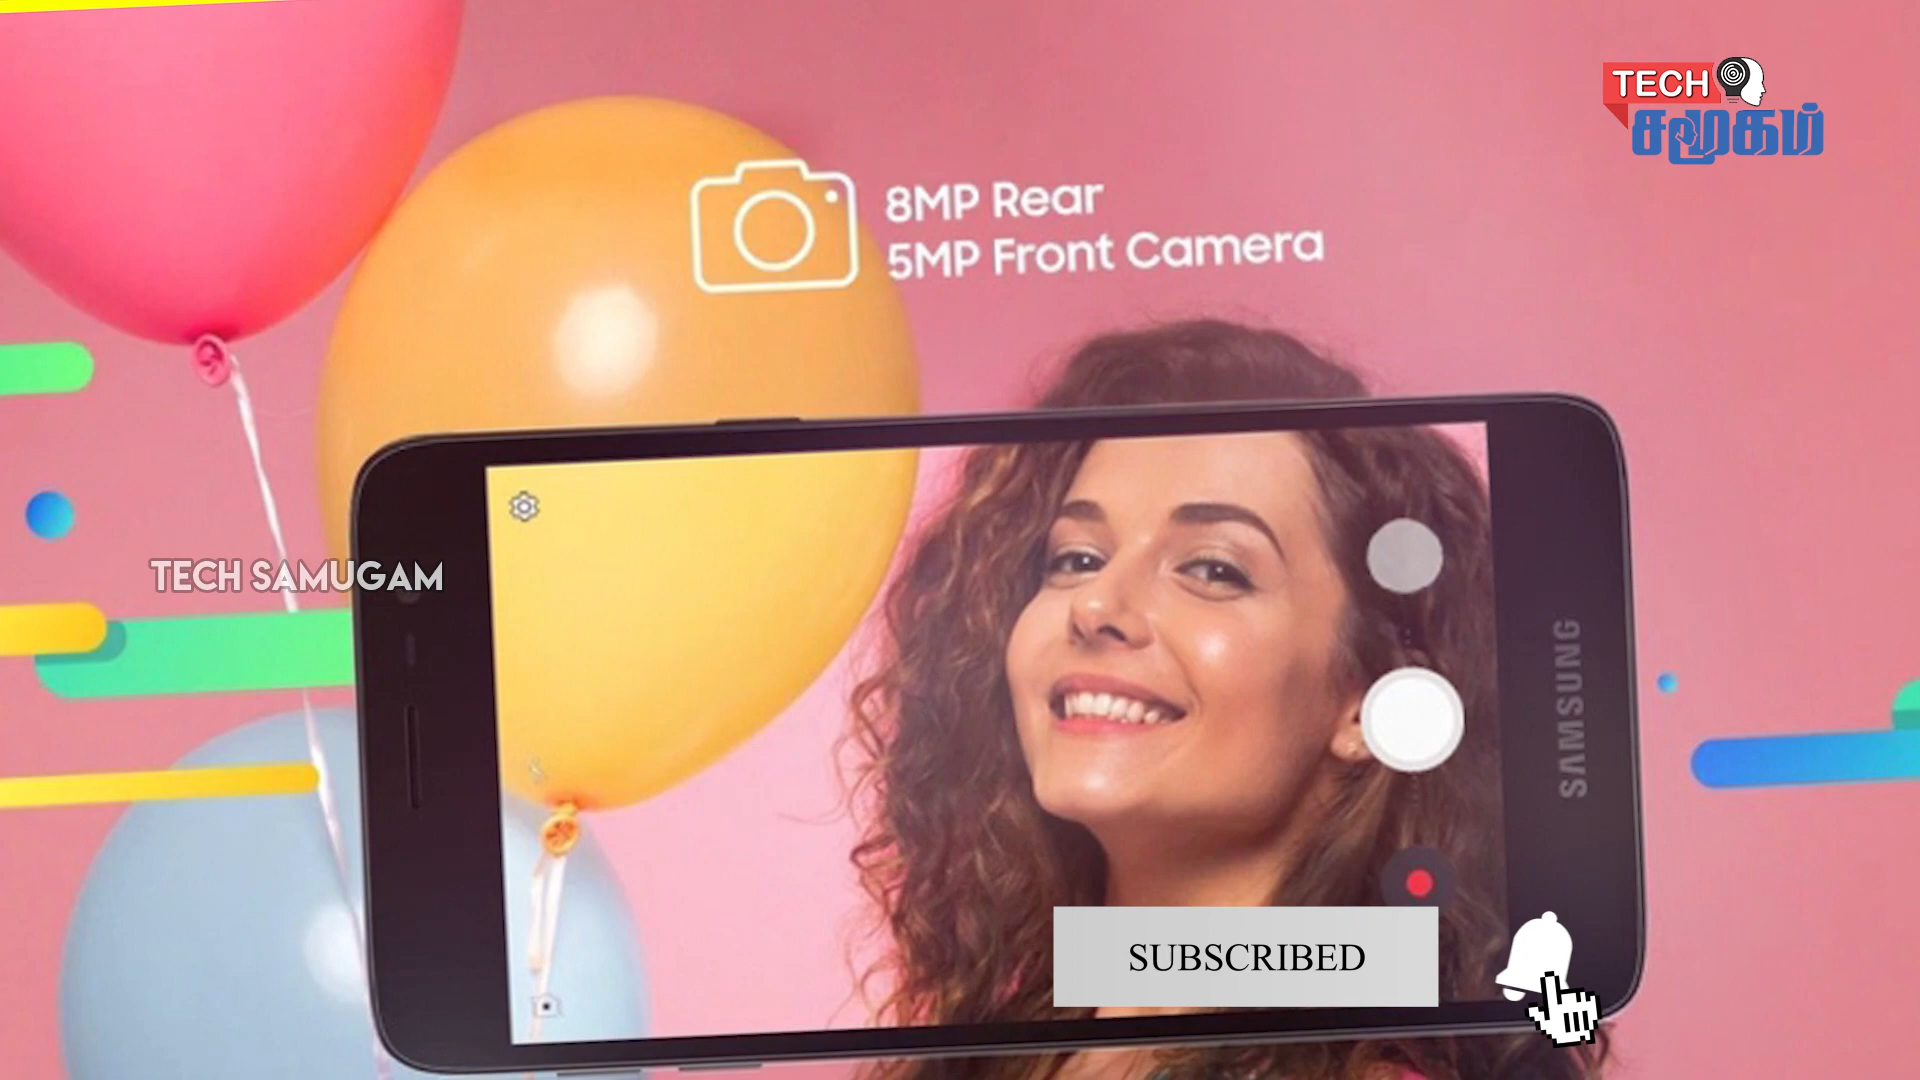 TECH
சமூகம்
8MP Rear
5MP Front Camera
TECH SAMUGAM
SAMSUNG
SUBSCRIBED